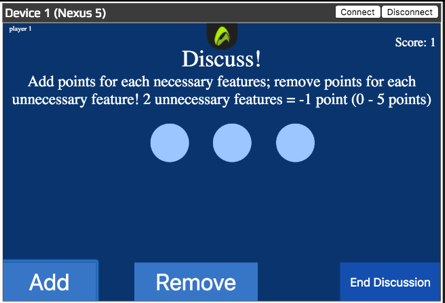 Device 1 (Nexus 5)
Connect
Disconnect
player 1
Score: 1
Discuss!
Add points for each necessary features; remove points for each
unnecessary feature! 2 unnecessary features = -1 point (0 - 5 points)
Add
Remove
End Discussion